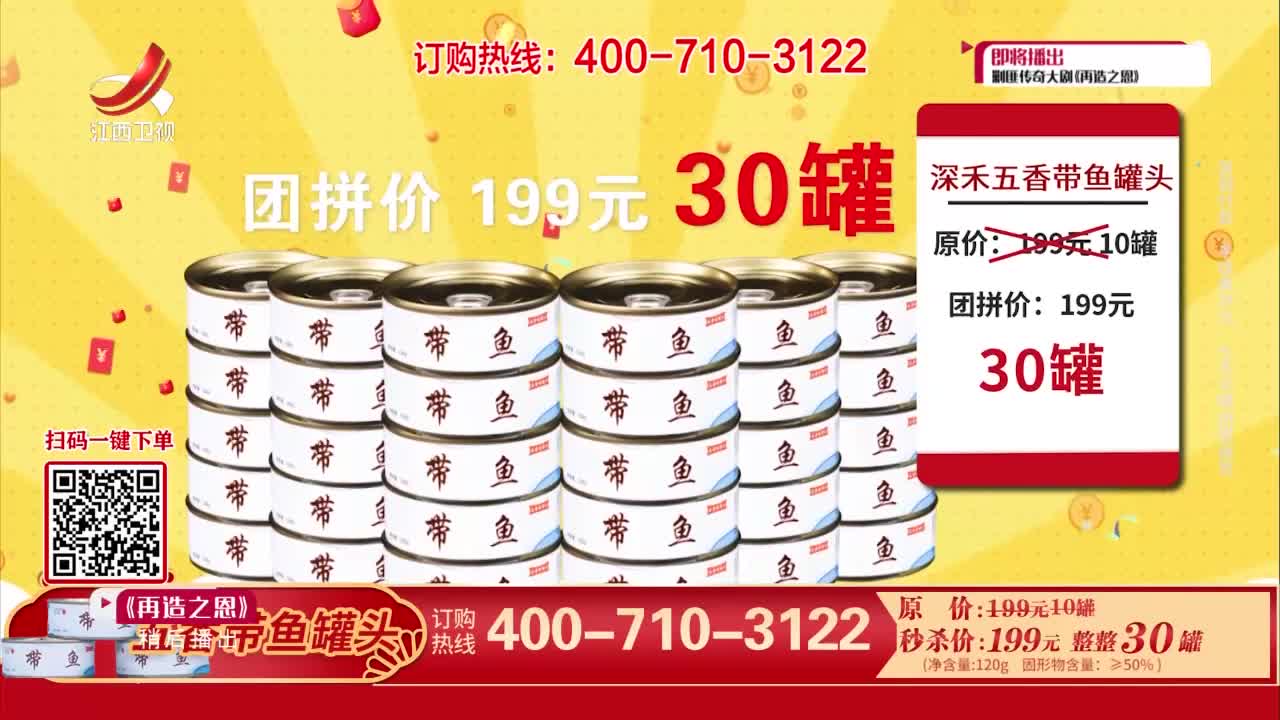 订购热线：400-710-3122
即将播出
剿匪传奇大剧《再造之恩》
江西卫视
团拼价 199元 30罐
深禾五香带鱼罐头
原价：199元 10罐
团拼价：199元
30罐
带 鱼
扫码一键下单
《再造之恩》
稍后播出
带鱼罐头
订购
热线
400-710-3122
原 价:199元10罐
秒杀价:199元 整整30罐
(净含量:120g 固形物含量：≥50%)